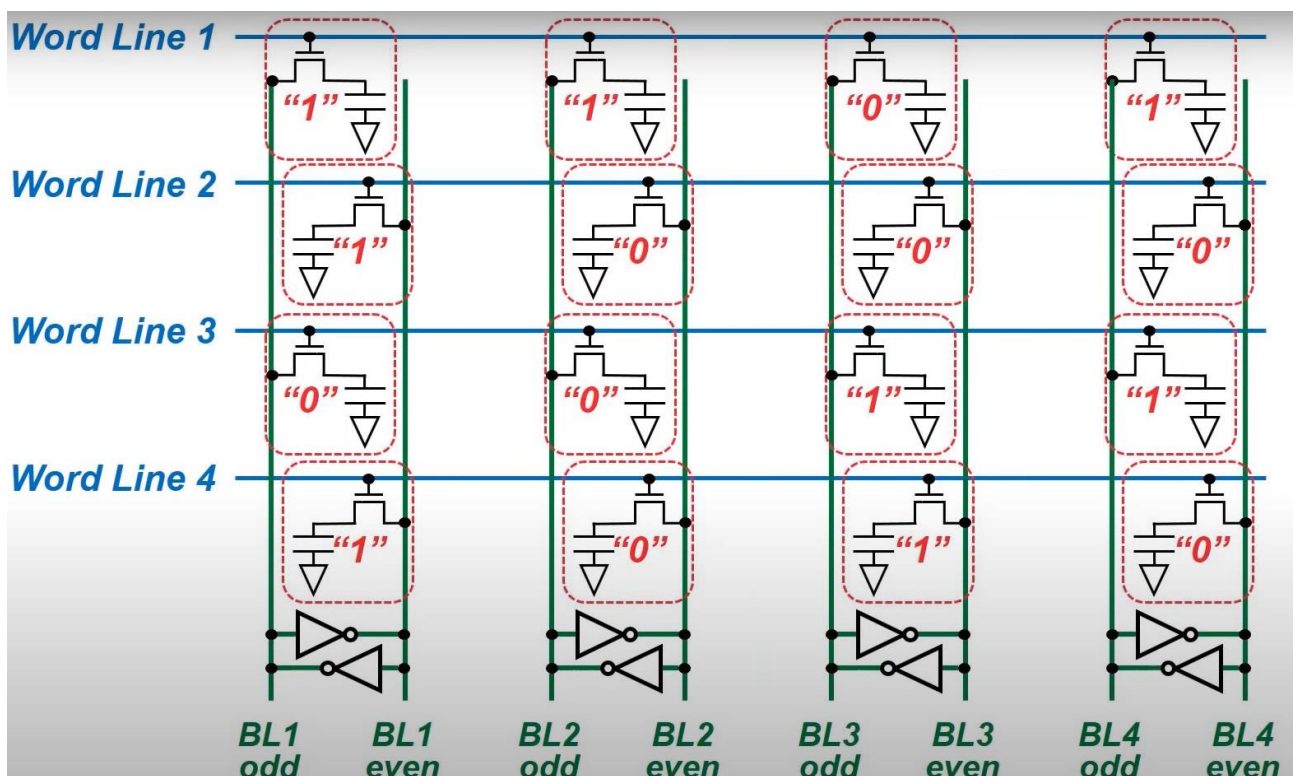 Word Line 1
“1” “1” “0” “1”
Word Line 2
“1” “0” “0” “0”
Word Line 3
“0” “0” “1” “1”
Word Line 4
“1” “0” “1” “0”
BL1 BL1 BL2 BL2 BL3 BL3 BL4 BL4
odd even odd even odd even odd even